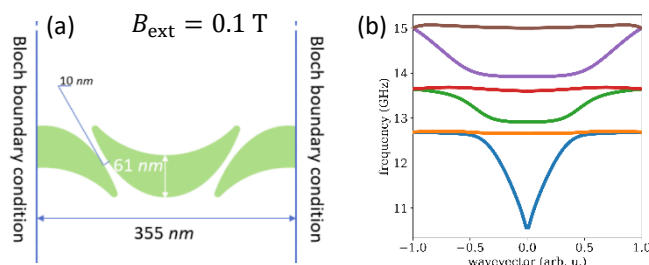 (a)
B_ext = 0.1 T
Bloch boundary condition
10 nm
61 nm
355 nm
Bloch boundary condition
(b)
frequency (GHz)
15
14
13
12
11
−1.0 −0.5 0.0 0.5 1.0
wavevector (arb. u.)